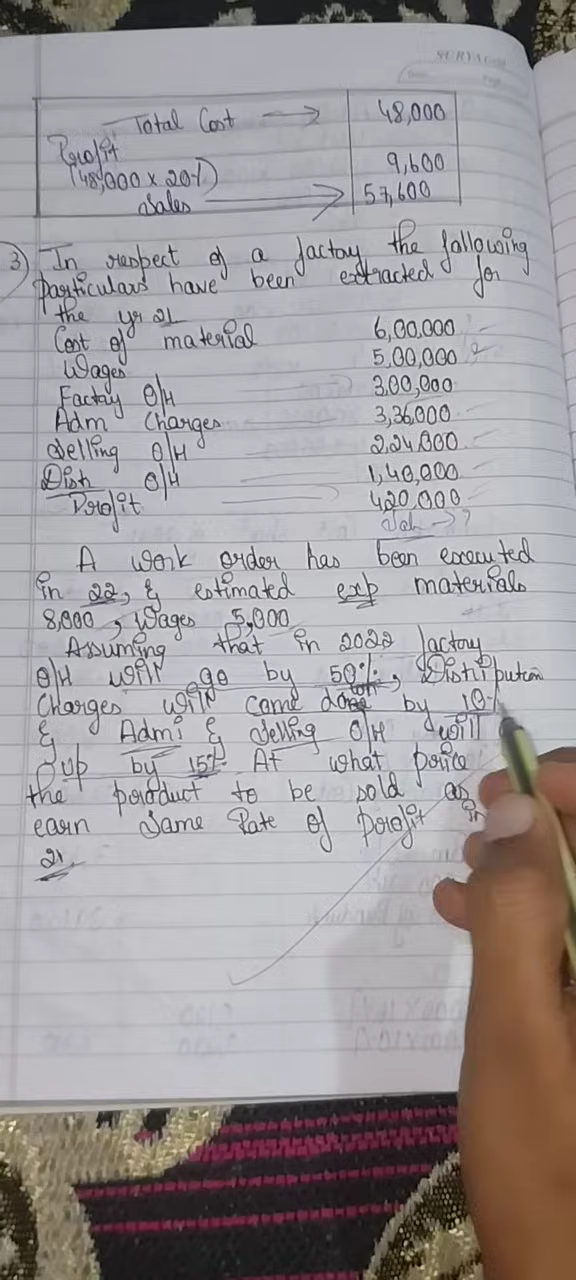 SURYA
Total Cost → 48,000
Profit
(48,000 x 20%) 9,600
Sales → 57,600
3) In respect of a factory the following
particulars have been extracted for
the yr 21
Cost of material 6,00,000
Wages 5,00,000
Factory O/H 3,00,000
Adm Charges 3,36,000
Selling O/H 2,24,000
Dish O/H 1,40,000
Profit 420,000
→ ?
A work order has been executed
in 22, & estimated exp materials
8,000, Wages 5,000
Assuming that in 2022 factory
O/H will go by 50%, Distribution
Charges will come down by 10%
& Admi & Selling O/H will
up by 15% At what price
the product to be sold as
earn Same Rate of profit in
21